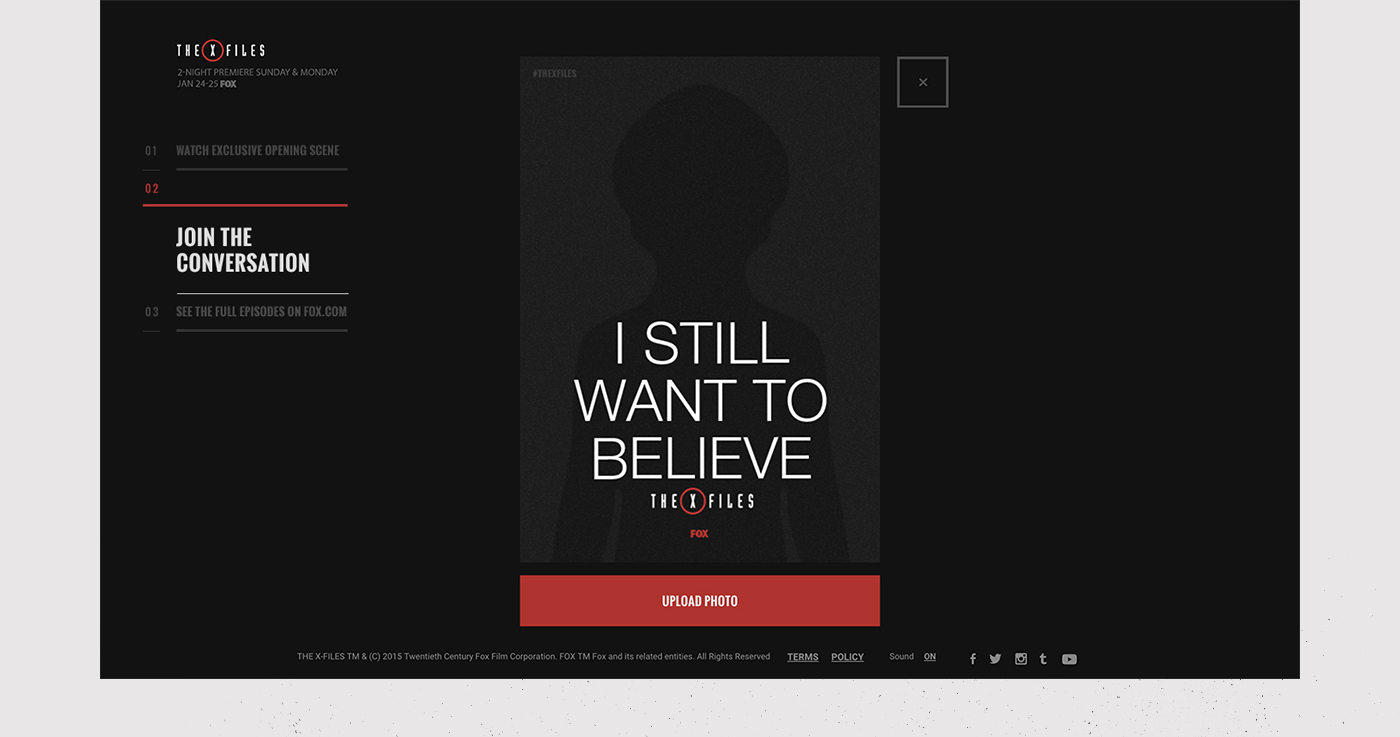 THE X FILES
2-NIGHT PREMIERE SUNDAY & MONDAY
JAN 24-25 FOX
01 WATCH EXCLUSIVE OPENING SCENE
02
JOIN THE
CONVERSATION
03 SEE THE FULL EPISODES ON FOX.COM
#THEXFILES
×
I STILL
WANT TO
BELIEVE
THE X FILES
FOX
UPLOAD PHOTO
THE X-FILES TM & (C) 2015 Twentieth Century Fox Film Corporation. FOX TM Fox and its related entities. All Rights Reserved TERMS POLICY Sound ON